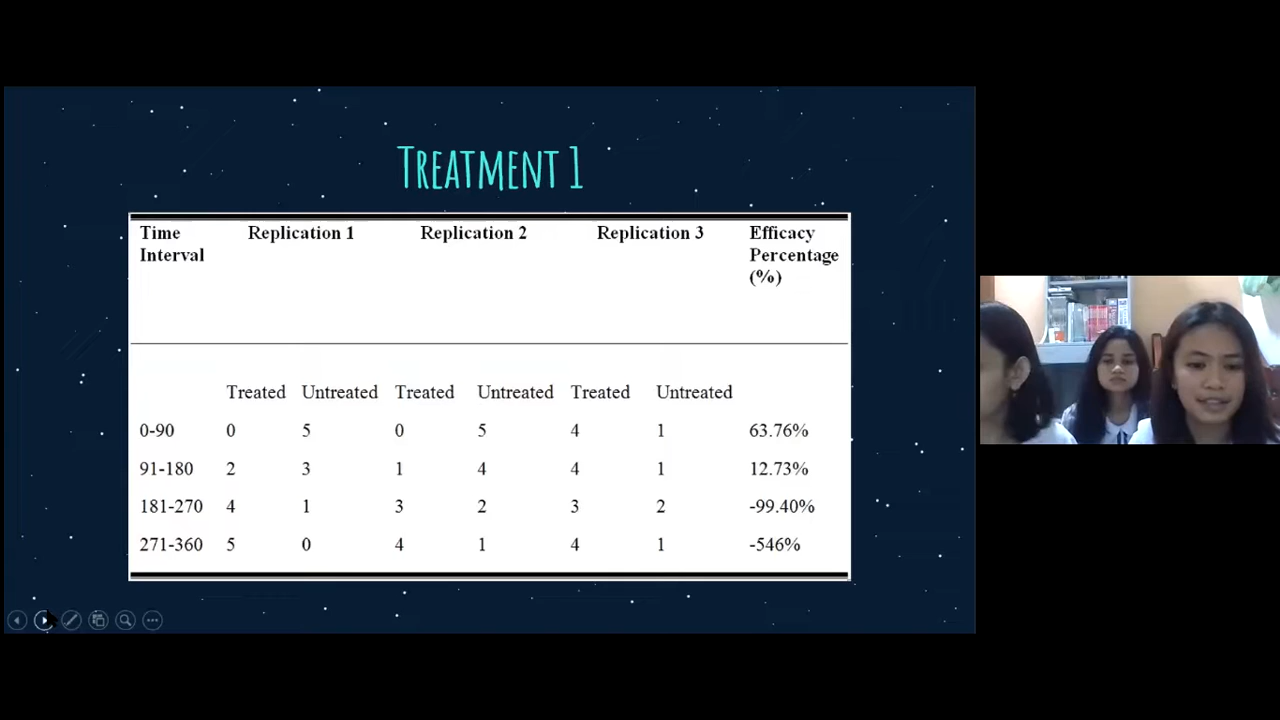 TREATMENT 1
Time Interval Replication 1 Replication 2 Replication 3 Efficacy Percentage (%)
Treated Untreated Treated Untreated Treated Untreated
0-90 0 5 0 5 4 1 63.76%
91-180 2 3 1 4 4 1 12.73%
181-270 4 1 3 2 3 2 -99.40%
271-360 5 0 4 1 4 1 -546%